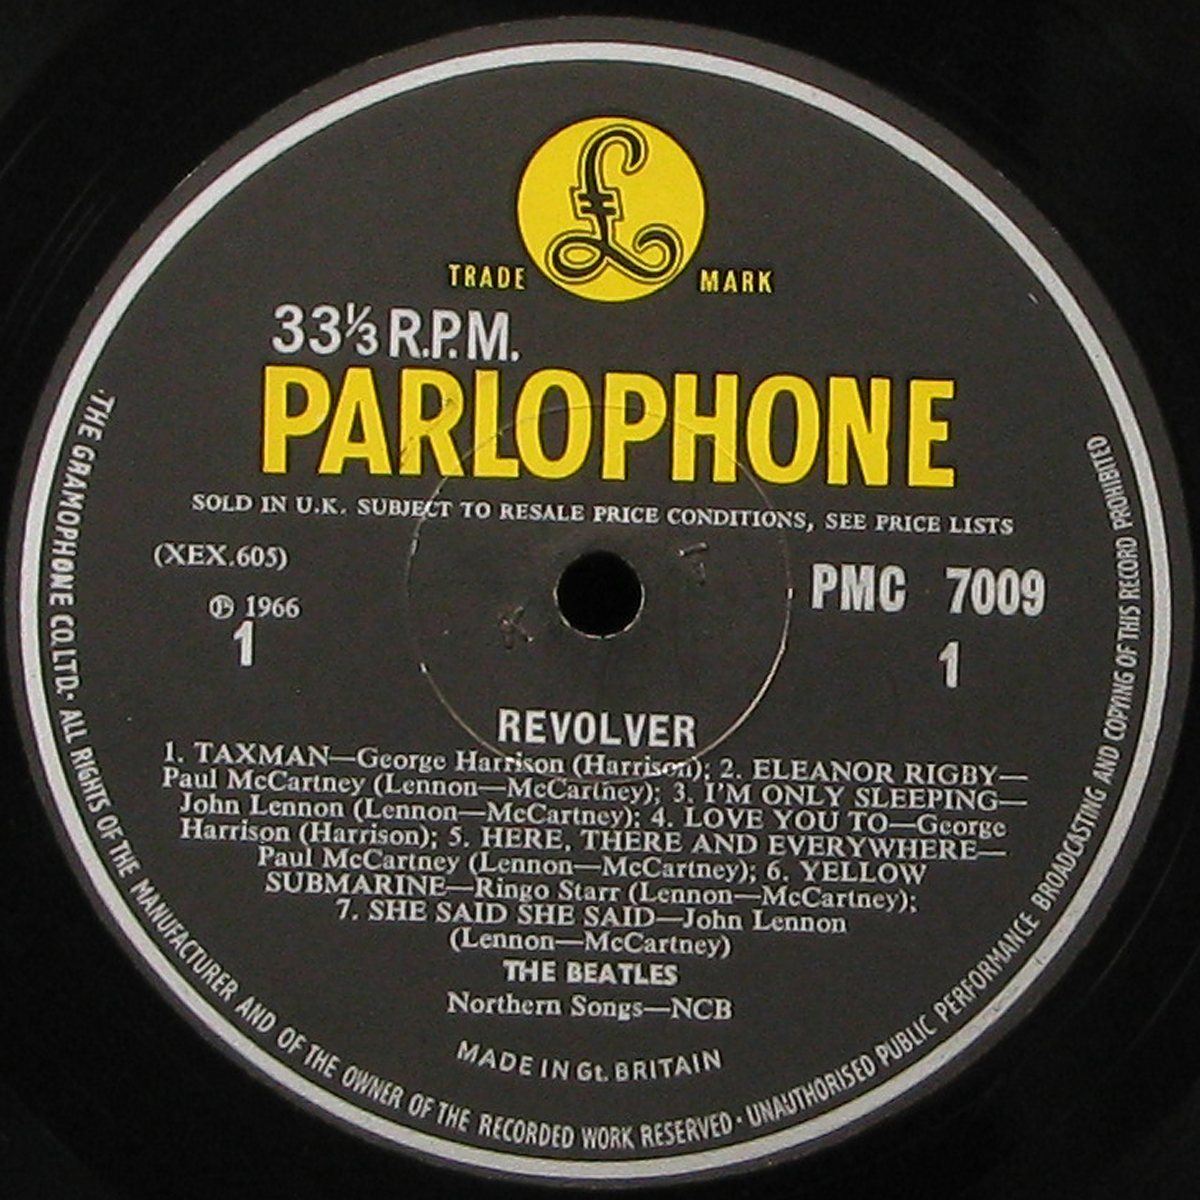 £
TRADE MARK
33⅓ R.P.M.
PARLOPHONE
SOLD IN U.K. SUBJECT TO RESALE PRICE CONDITIONS, SEE PRICE LISTS
(XEX.605)
℗ 1966
1
PMC 7009
1
K T
REVOLVER
1. TAXMAN—George Harrison (Harrison); 2. ELEANOR RIGBY—
Paul McCartney (Lennon—McCartney); 3. I'M ONLY SLEEPING—
John Lennon (Lennon—McCartney); 4. LOVE YOU TO—George
Harrison (Harrison); 5. HERE, THERE AND EVERYWHERE—
Paul McCartney (Lennon—McCartney); 6. YELLOW
SUBMARINE—Ringo Starr (Lennon—McCartney);
7. SHE SAID SHE SAID—John Lennon
(Lennon—McCartney)
THE BEATLES
Northern Songs—NCB
MADE IN Gt. BRITAIN
THE GRAMOPHONE CO. LTD. · ALL RIGHTS OF THE MANUFACTURER AND OF THE OWNER OF THE RECORDED WORK RESERVED · UNAUTHORISED PUBLIC PERFORMANCE BROADCASTING AND COPYING OF THIS RECORD PROHIBITED